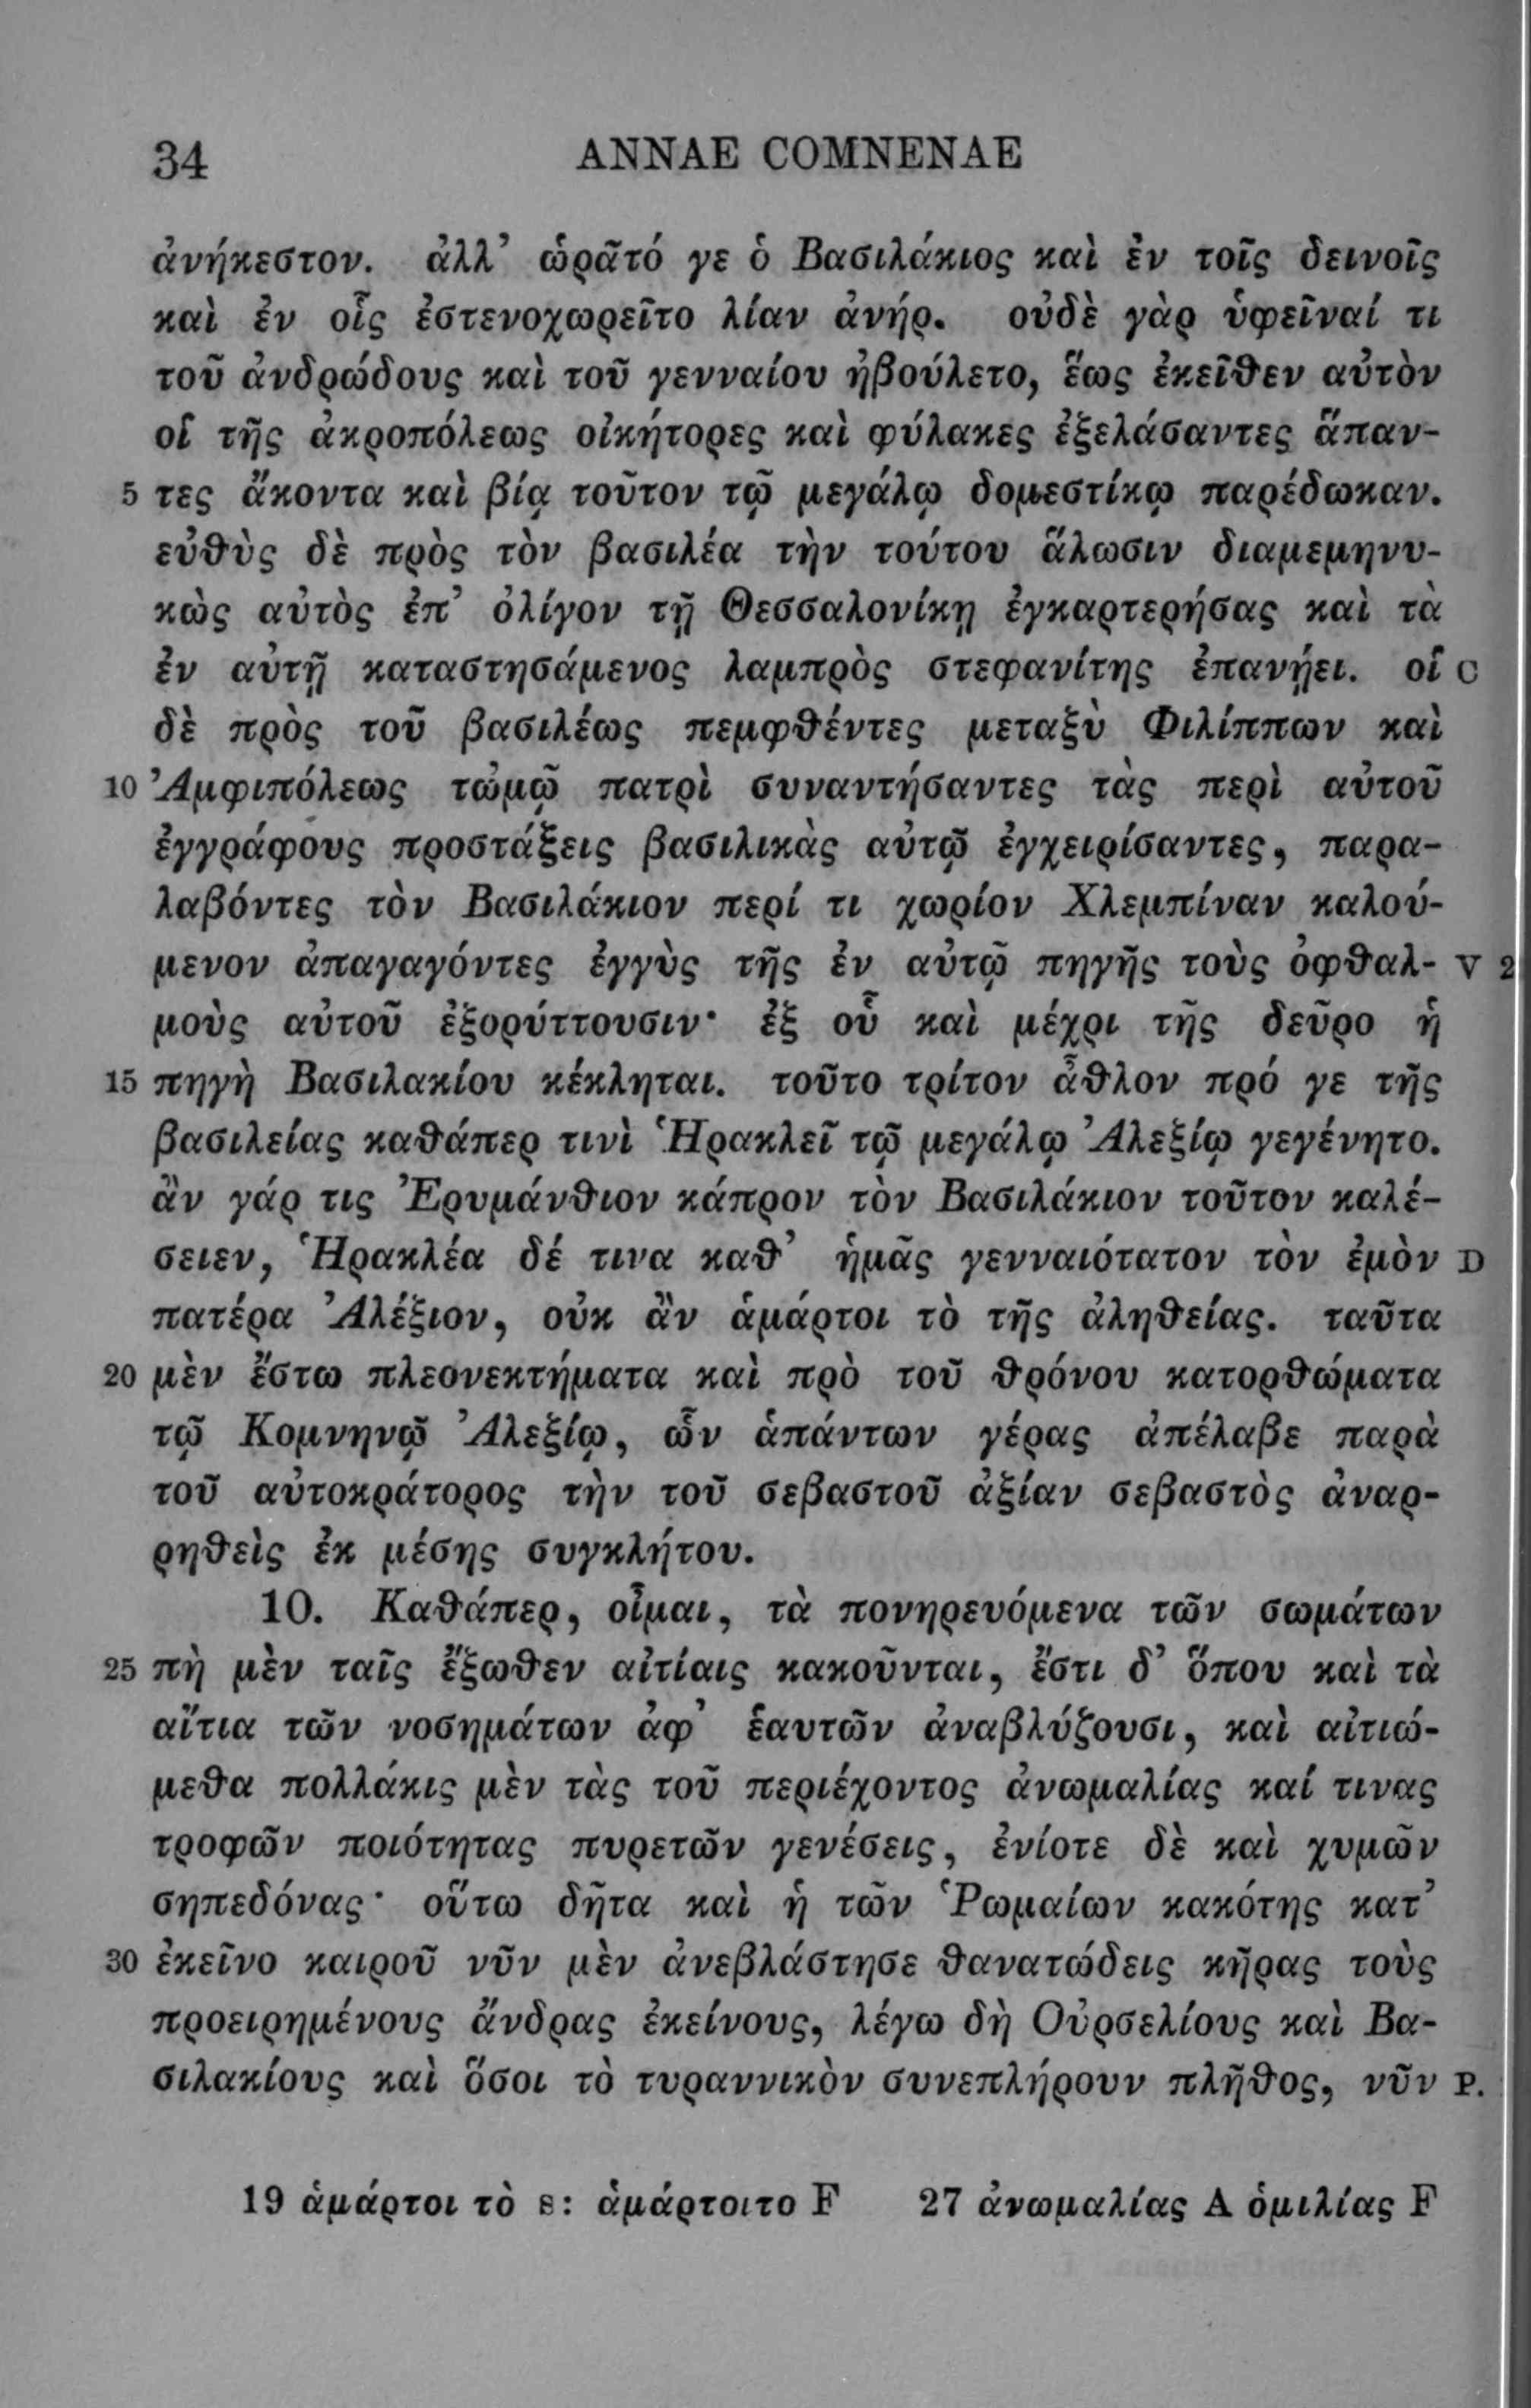 34 ANNAE COMNENAE
ἀνήκεστον. ἀλλ’ ὡρᾶτό γε ὁ Βασιλάκιος καὶ ἐν τοῖς δεινοῖς
καὶ ἐν οἷς ἐστενοχωρεῖτο λίαν ἀνήρ. οὐδὲ γὰρ ὑφεῖναί τι
τοῦ ἀνδρώδους καὶ τοῦ γενναίου ἠβούλετο, ἕως ἐκεῖθεν αὐτὸν
οἱ τῆς ἀκροπόλεως οἰκήτορες καὶ φύλακες ἐξελάσαντες ἅπαν-
5 τες ἄκοντα καὶ βίᾳ τοῦτον τῷ μεγάλῳ δομεστίκῳ παρέδωκαν.
εὐθὺς δὲ πρὸς τὸν βασιλέα τὴν τούτου ἅλωσιν διαμεμηνυ-
κὼς αὐτὸς ἐπ’ ὀλίγον τῇ Θεσσαλονίκῃ ἐγκαρτερήσας καὶ τὰ
ἐν αὐτῇ καταστησάμενος λαμπρὸς στεφανίτης ἐπανῄει. οἱ C
δὲ πρὸς τοῦ βασιλέως πεμφθέντες μεταξὺ Φιλίππων καὶ
10 Ἀμφιπόλεως τὠμῷ πατρὶ συναντήσαντες τὰς περὶ αὐτοῦ
ἐγγράφους προστάξεις βασιλικὰς αὐτῷ ἐγχειρίσαντες, παρα-
λαβόντες τὸν Βασιλάκιον περί τι χωρίον Χλεμπίναν καλού-
μενον ἀπαγαγόντες ἐγγὺς τῆς ἐν αὐτῷ πηγῆς τοὺς ὀφθαλ- V 2
μοὺς αὐτοῦ ἐξορύττουσιν· ἐξ οὗ καὶ μέχρι τῆς δεῦρο ἡ
15 πηγὴ Βασιλακίου κέκληται. τοῦτο τρίτον ἆθλον πρό γε τῆς
βασιλείας καθάπερ τινὶ Ἡρακλεῖ τῷ μεγάλῳ Ἀλεξίῳ γεγένητο.
ἂν γάρ τις Ἐρυμάνθιον κάπρον τὸν Βασιλάκιον τοῦτον καλέ-
σειεν, Ἡρακλέα δέ τινα καθ’ ἡμᾶς γενναιότατον τὸν ἐμὸν D
πατέρα Ἀλέξιον, οὐκ ἂν ἁμάρτοι τὸ τῆς ἀληθείας. ταῦτα
20 μὲν ἔστω πλεονεκτήματα καὶ πρὸ τοῦ θρόνου κατορθώματα
τῷ Κομνηνῷ Ἀλεξίῳ, ὧν ἁπάντων γέρας ἀπέλαβε παρὰ
τοῦ αὐτοκράτορος τὴν τοῦ σεβαστοῦ ἀξίαν σεβαστὸς ἀναρ-
ρηθεὶς ἐκ μέσης συγκλήτου.
10. Καθάπερ, οἶμαι, τὰ πονηρευόμενα τῶν σωμάτων
25 πὴ μὲν ταῖς ἔξωθεν αἰτίαις κακοῦνται, ἔστι δ’ ὅπου καὶ τὰ
αἴτια τῶν νοσημάτων ἀφ’ ἑαυτῶν ἀναβλύζουσι, καὶ αἰτιώ-
μεθα πολλάκις μὲν τὰς τοῦ περιέχοντος ἀνωμαλίας καί τινας
τροφῶν ποιότητας πυρετῶν γενέσεις, ἐνίοτε δὲ καὶ χυμῶν
σηπεδόνας· οὕτω δῆτα καὶ ἡ τῶν Ῥωμαίων κακότης κατ’
30 ἐκεῖνο καιροῦ νῦν μὲν ἀνεβλάστησε θανατώδεις κῆρας τοὺς
προειρημένους ἄνδρας ἐκείνους, λέγω δὴ Οὐρσελίους καὶ Βα-
σιλακίους καὶ ὅσοι τὸ τυραννικὸν συνεπλήρουν πλῆθος, νῦν P.
19 ἁμάρτοι τὸ s: ἁμάρτοιτο F 27 ἀνωμαλίας A ὁμιλίας F